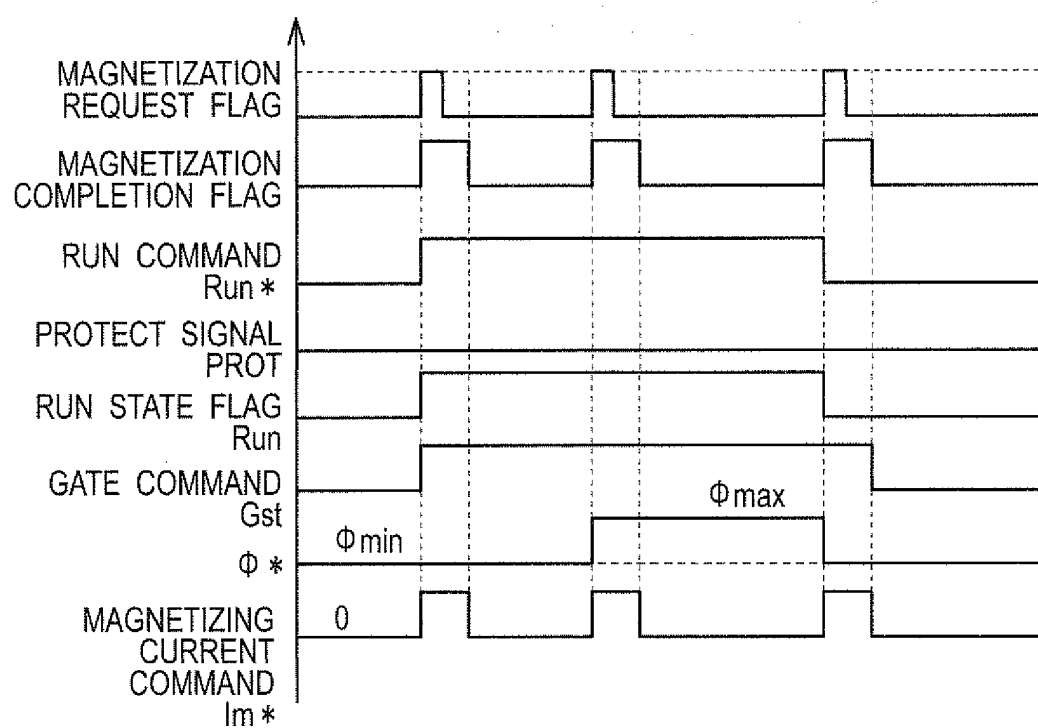 MAGNETIZATION
REQUEST FLAG
MAGNETIZATION
COMPLETION FLAG
RUN COMMAND
Run *
PROTECT SIGNAL
PROT
RUN STATE FLAG
Run
GATE COMMAND
Gst
Φmax
Φmin
Φ *
0
MAGNETIZING
CURRENT
COMMAND
Im *